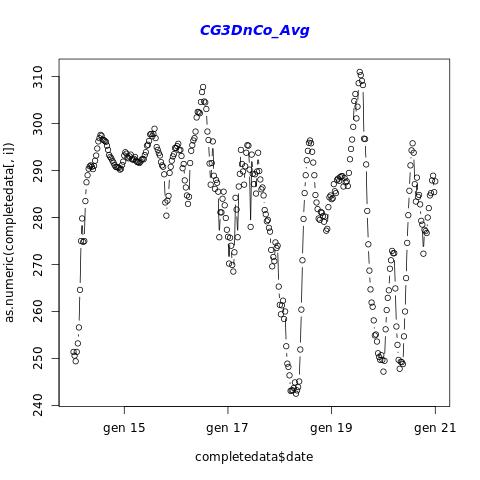 CG3DnCo_Avg
as.numeric(completedata[, i])
310
300
290
280
270
260
250
240
gen 15
gen 17
gen 19
gen 21
completedata$date